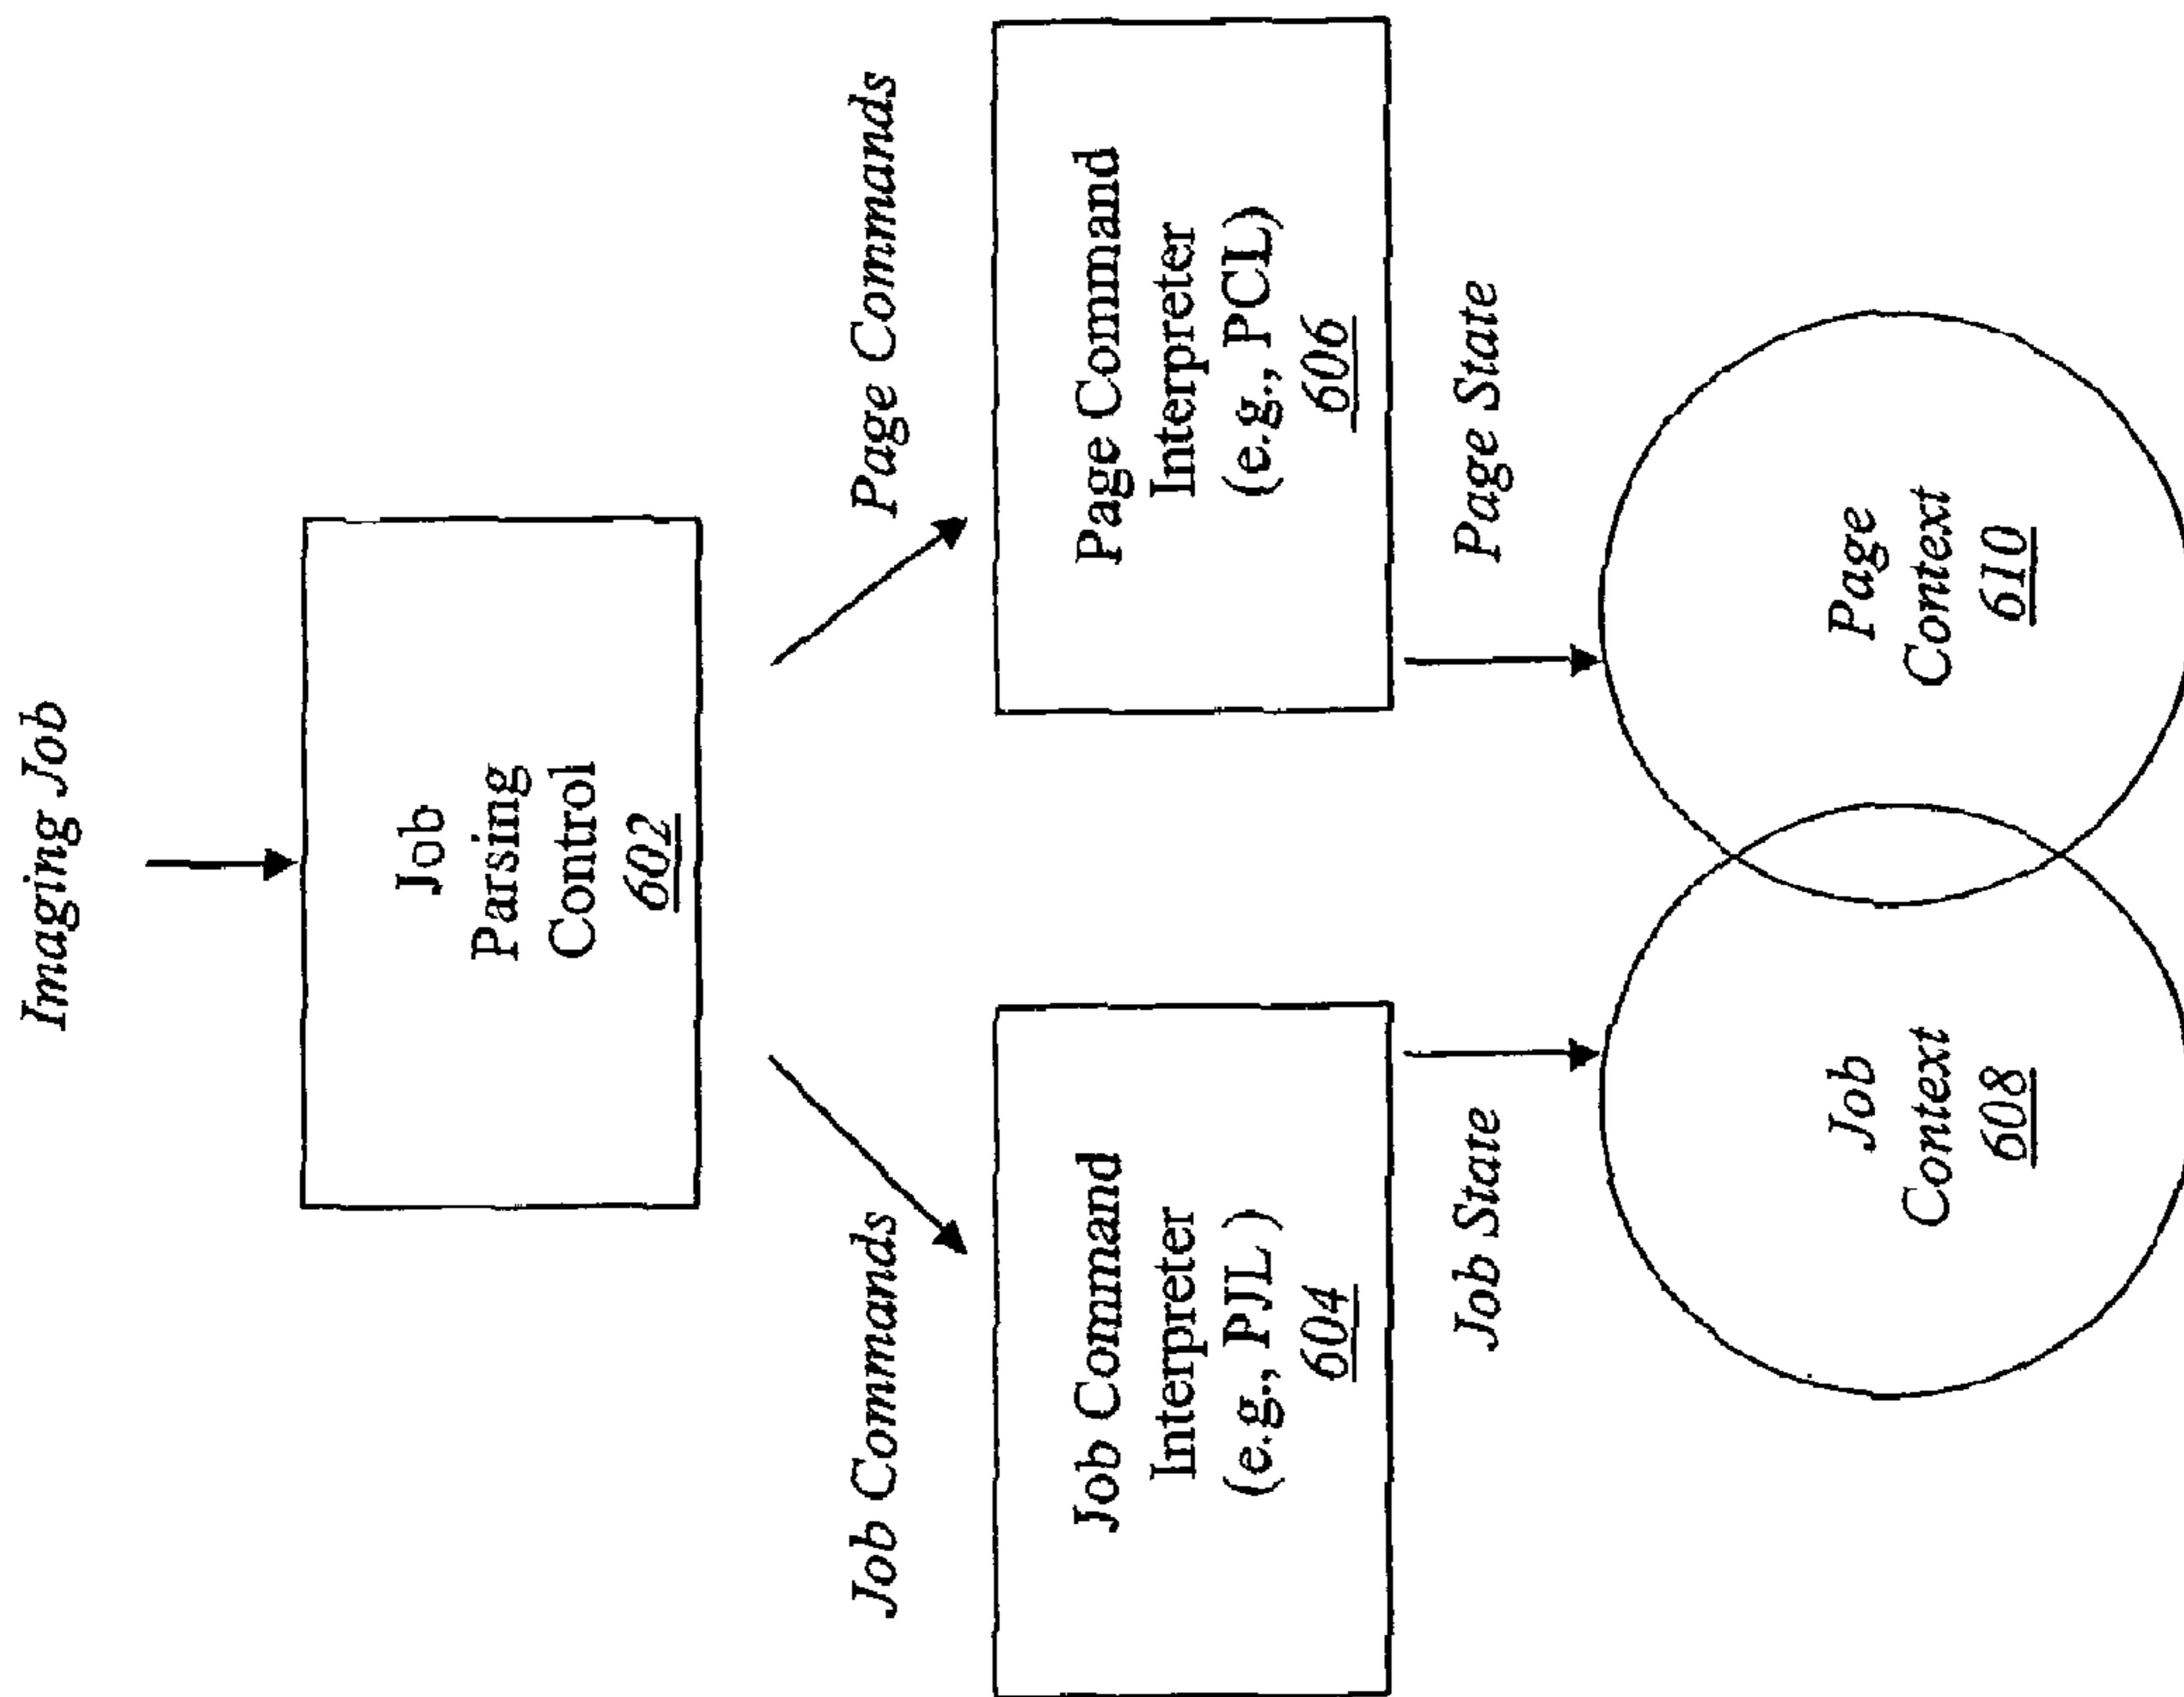 Imaging Job
Job
Parsing
Control
602
Job Commands
Page Commands
Job Command
Interpreter
(e.g., PJL )
604
Page Command
Interpreter
(e.g., PCL)
606
Job State
Page State
Job
Context
608
Page
Context
610